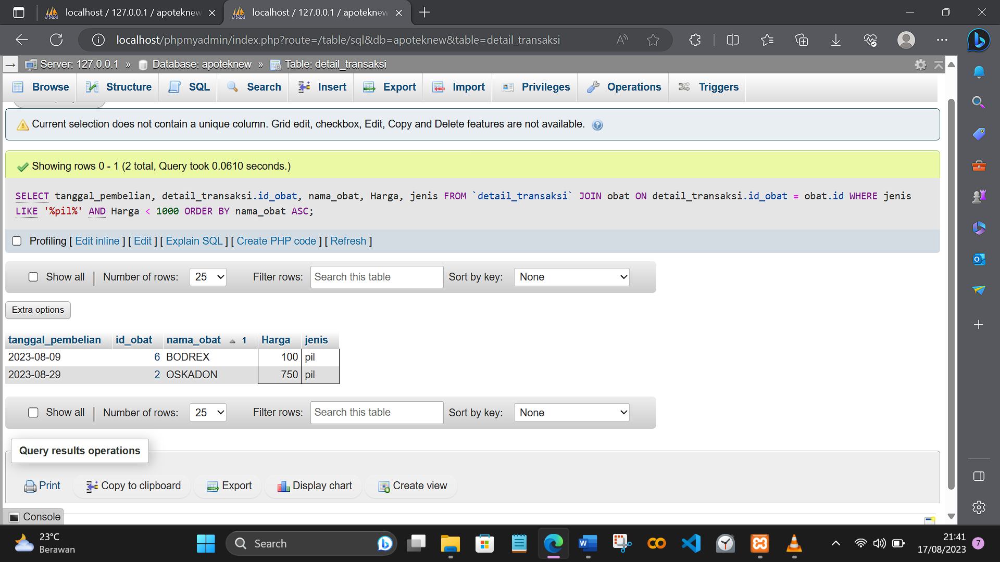 localhost / 127.0.0.1 / apoteknew
localhost / 127.0.0.1 / apoteknew
localhost/phpmyadmin/index.php?route=/table/sql&db=apoteknew&table=detail_transaksi
Server: 127.0.0.1 » Database: apoteknew » Table: detail_transaksi
Browse Structure SQL Search Insert Export Import Privileges Operations Triggers
Current selection does not contain a unique column. Grid edit, checkbox, Edit, Copy and Delete features are not available.
Showing rows 0 - 1 (2 total, Query took 0.0610 seconds.)
SELECT tanggal_pembelian, detail_transaksi.id_obat, nama_obat, Harga, jenis FROM `detail_transaksi` JOIN obat ON detail_transaksi.id_obat = obat.id WHERE jenis
LIKE '%pil%' AND Harga < 1000 ORDER BY nama_obat ASC;
Profiling [ Edit inline ] [ Edit ] [ Explain SQL ] [ Create PHP code ] [ Refresh ]
Show all | Number of rows: 25 Filter rows: Search this table Sort by key: None
Extra options
tanggal_pembelian id_obat nama_obat 1 Harga jenis
2023-08-09 6 BODREX 100 pil
2023-08-29 2 OSKADON 750 pil
Show all | Number of rows: 25 Filter rows: Search this table Sort by key: None
Query results operations
Print Copy to clipboard Export Display chart Create view
Console
23°C
Berawan
Search
21:41
17/08/2023
7